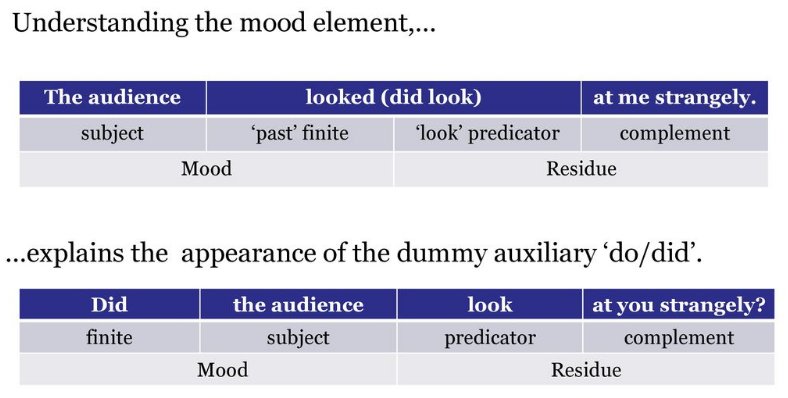 Understanding the mood element,...
The audience looked (did look) at me strangely.
subject ‘past’ finite ‘look’ predicator complement
Mood Residue
...explains the appearance of the dummy auxiliary ‘do/did’.
Did the audience look at you strangely?
finite subject predicator complement
Mood Residue